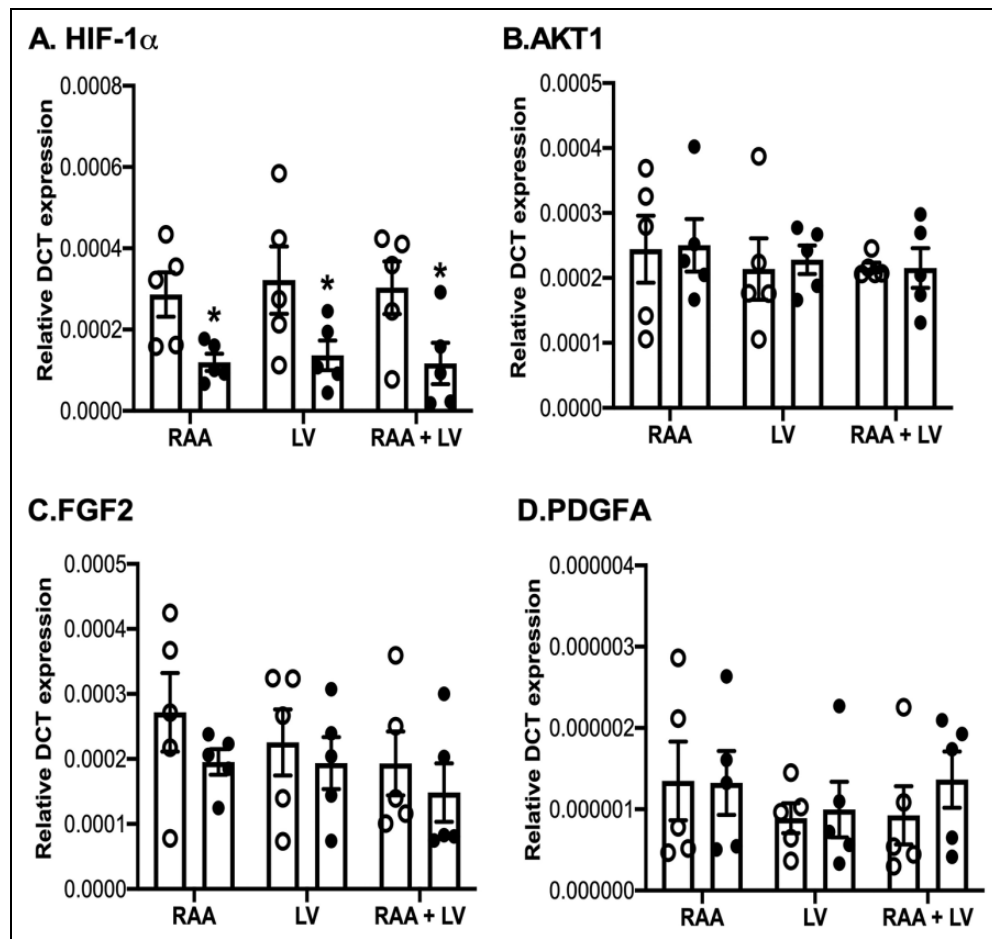 A. HIF-1α
Relative DCT expression
0.0008
0.0006
0.0004
0.0002
0.0000
*
*
*
RAA
LV
RAA + LV
B.AKT1
Relative DCT expression
0.0005
0.0004
0.0003
0.0002
0.0001
0.0000
RAA
LV
RAA + LV
C.FGF2
Relative DCT expression
0.0005
0.0004
0.0003
0.0002
0.0001
0.0000
RAA
LV
RAA + LV
D.PDGFA
Relative DCT expression
0.000004
0.000003
0.000002
0.000001
0.000000
RAA
LV
RAA + LV